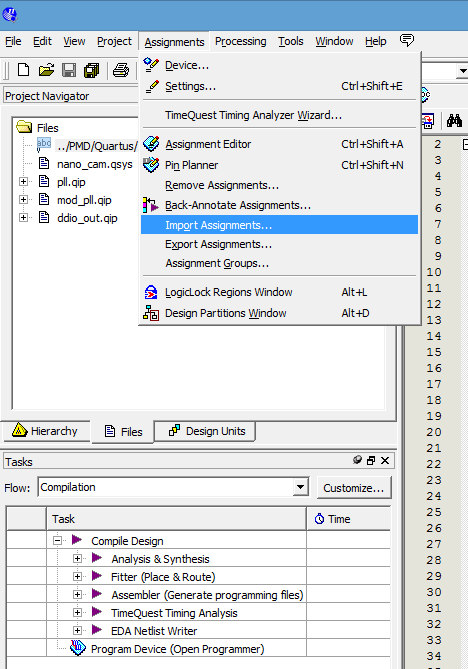 File Edit View Project Assignments Processing Tools Window Help
Device...
Settings... Ctrl+Shift+E
TimeQuest Timing Analyzer Wizard...
Assignment Editor Ctrl+Shift+A
Pin Planner Ctrl+Shift+N
Remove Assignments...
Back-Annotate Assignments...
Import Assignments...
Export Assignments...
Assignment Groups...
LogicLock Regions Window Alt+L
Design Partitions Window Alt+D
Project Navigator
Files
abc ../PMD/Quartus/
nano_cam.qsys
pll.qip
mod_pll.qip
ddio_out.qip
Hierarchy Files Design Units
Tasks
Flow: Compilation Customize...
Task Time
Compile Design
Analysis & Synthesis
Fitter (Place & Route)
Assembler (Generate programming files)
TimeQuest Timing Analysis
EDA Netlist Writer
Program Device (Open Programmer)
2
3
4
5
6
7
8
9
10
11
12
13
14
15
16
17
18
19
20
21
22
23
24
25
26
27
28
29
30
31
32
33
34